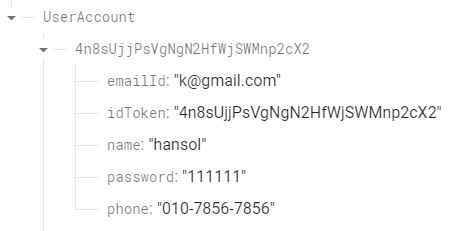 UserAccount
4n8sUjjPsVgNgN2HfWjSWMnp2cX2
emailId: "k@gmail.com"
idToken: "4n8sUjjPsVgNgN2HfWjSWMnp2cX2"
name: "hansol"
password: "111111"
phone: "010-7856-7856"